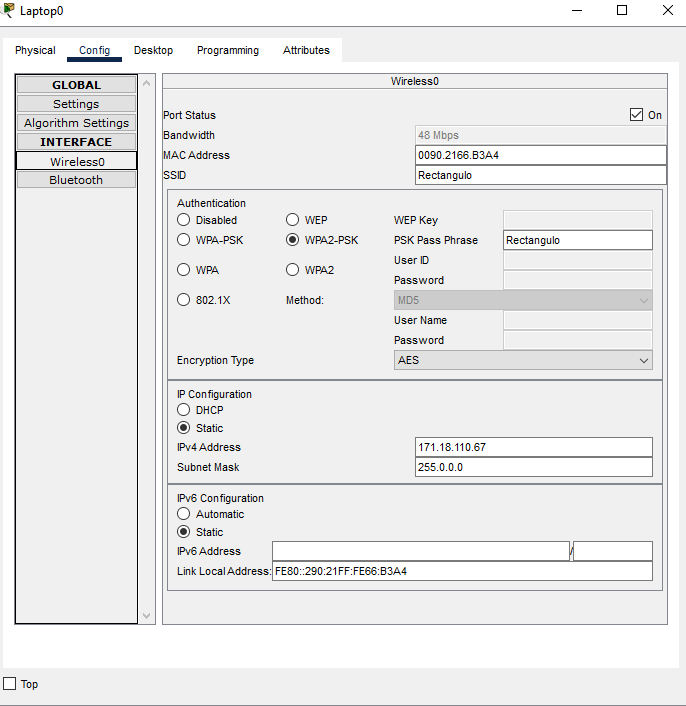 Laptop0
Physical Config Desktop Programming Attributes
GLOBAL
Settings
Algorithm Settings
INTERFACE
Wireless0
Bluetooth
Wireless0
Port Status On
Bandwidth 48 Mbps
MAC Address 0090.2166.B3A4
SSID Rectangulo
Authentication
Disabled WEP WEP Key
WPA-PSK WPA2-PSK PSK Pass Phrase Rectangulo
User ID
WPA WPA2
Password
802.1X Method: MD5
User Name
Password
Encryption Type AES
IP Configuration
DHCP
Static
IPv4 Address 171.18.110.67
Subnet Mask 255.0.0.0
IPv6 Configuration
Automatic
Static
IPv6 Address /
Link Local Address: FE80::290:21FF:FE66:B3A4
Top